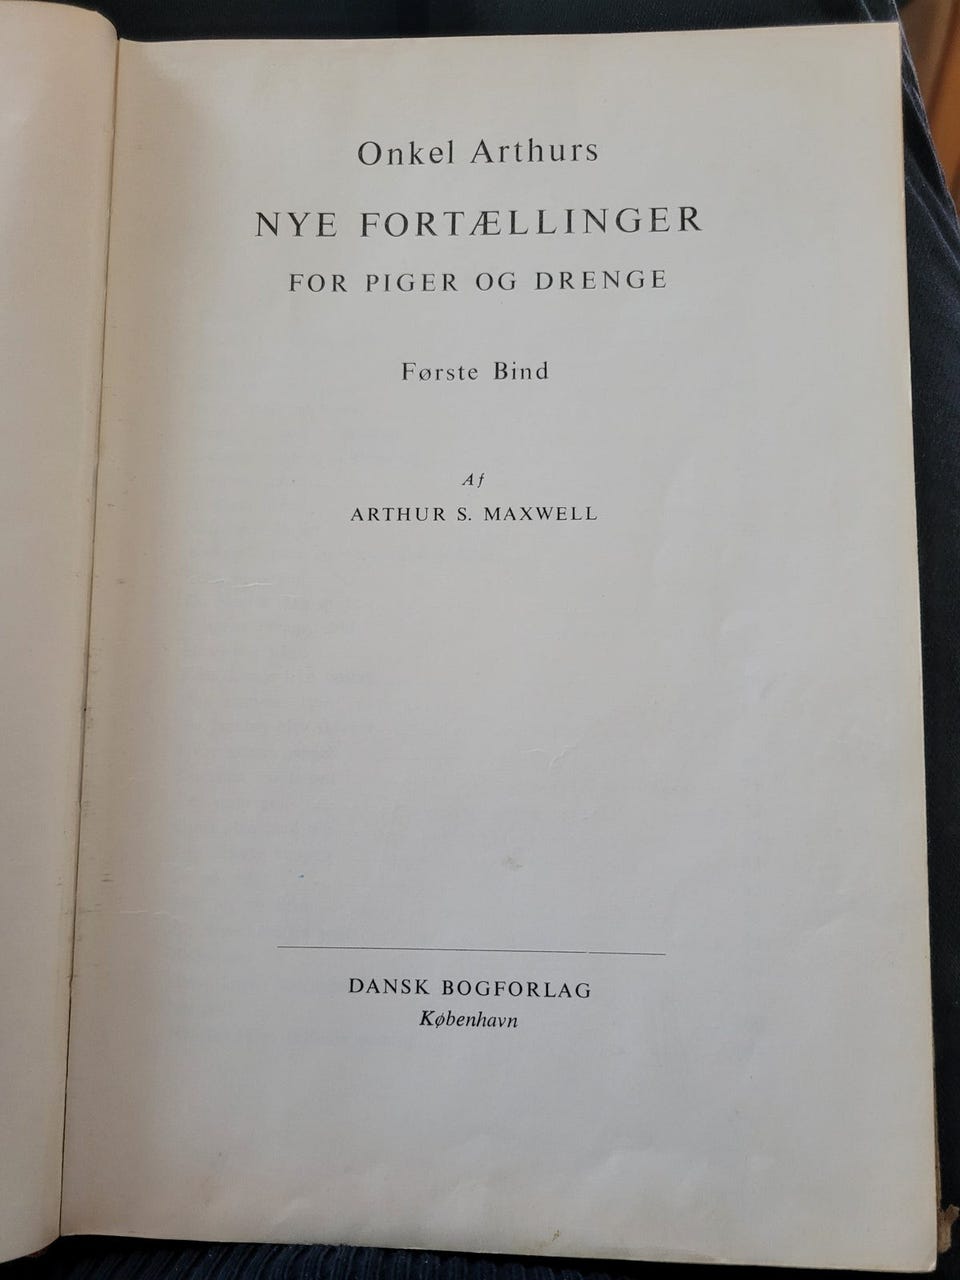 Onkel Arthurs
NYE FORTÆLLINGER
FOR PIGER OG DRENGE
Første Bind
Af
ARTHUR S. MAXWELL
DANSK BOGFORLAG
København